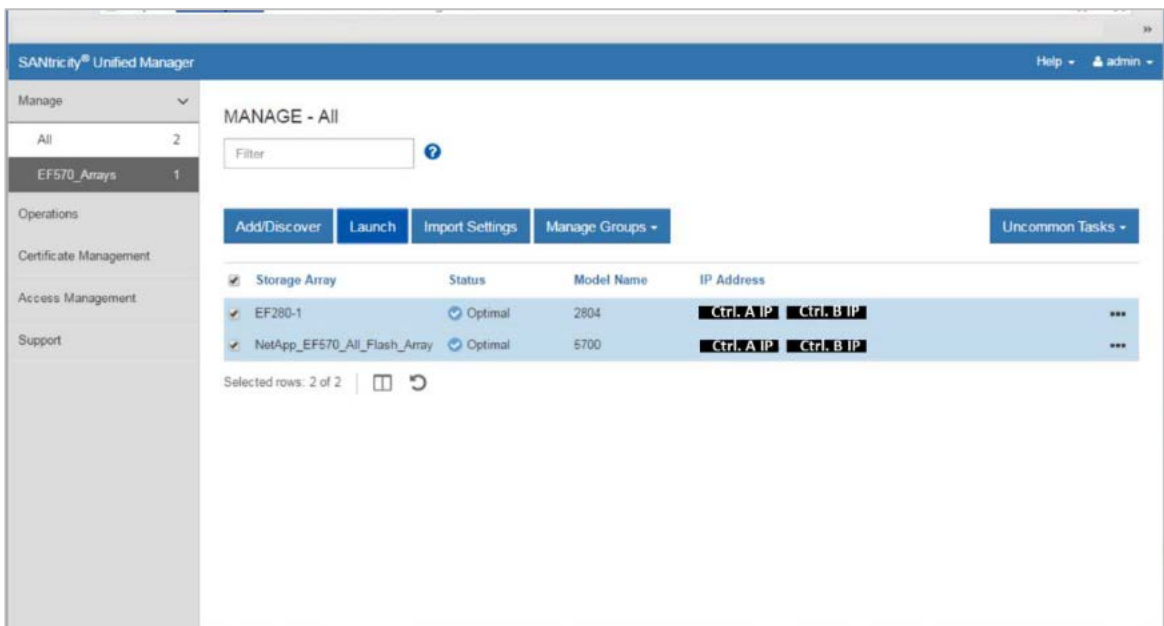 »
SANtricity® Unified Manager
Help
admin
Manage
All 2
EF570_Arrays 1
Operations
Certificate Management
Access Management
Support
MANAGE - All
Filter
?
Add/Discover Launch Import Settings Manage Groups Uncommon Tasks
Storage Array Status Model Name IP Address
EF280-1 Optimal 2804 Ctrl. A IP Ctrl. B IP •••
NetApp_EF570_All_Flash_Array Optimal 5700 Ctrl. A IP Ctrl. B IP •••
Selected rows: 2 of 2